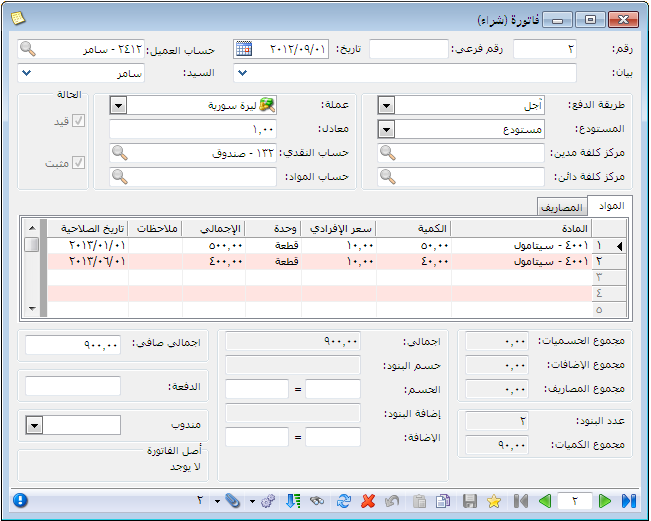 فاتورة (شراء)
رقم: ٢ رقم فرعي: تاريخ: ٢٠١٢/٠٩/٠١ حساب العميل: ٢٤١٢ - سامر
بيان: السيد: سامر
طريقة الدفع: آجل
المستودع: مستودع
مركز كلفة مدين:
مركز كلفة دائن:
عملة: ليرة سورية
معادل: ١,٠٠
حساب النقدي: ١٣٢ - صندوق
حساب المواد:
الحالة
قيد
مثبت
المواد المصاريف
المادة الكمية سعر الإفرادي وحدة الإجمالي ملاحظات تاريخ الصلاحية
١ ٤٠٠١ - سيتامول ٥٠,٠٠ ١٠,٠٠ قطعة ٥٠٠,٠٠ ٢٠١٣/٠١/٠١
٢ ٤٠٠١ - سيتامول ٤٠,٠٠ ١٠,٠٠ قطعة ٤٠٠,٠٠ ٢٠١٣/٠٦/٠١
٣
٤
٥
مجموع الحسميات: ٠,٠٠
مجموع الإضافات: ٠,٠٠
مجموع المصاريف: ٠,٠٠
عدد البنود: ٢
مجموع الكميات: ٩٠,٠٠
اجمالي: ٩٠٠,٠٠
حسم البنود:
الحسم: =
إضافة البنود:
الإضافة: =
اجمالي صافي: ٩٠٠,٠٠
الدفعة:
مندوب
أصل الفاتورة
لا يوجد
٢ ٢